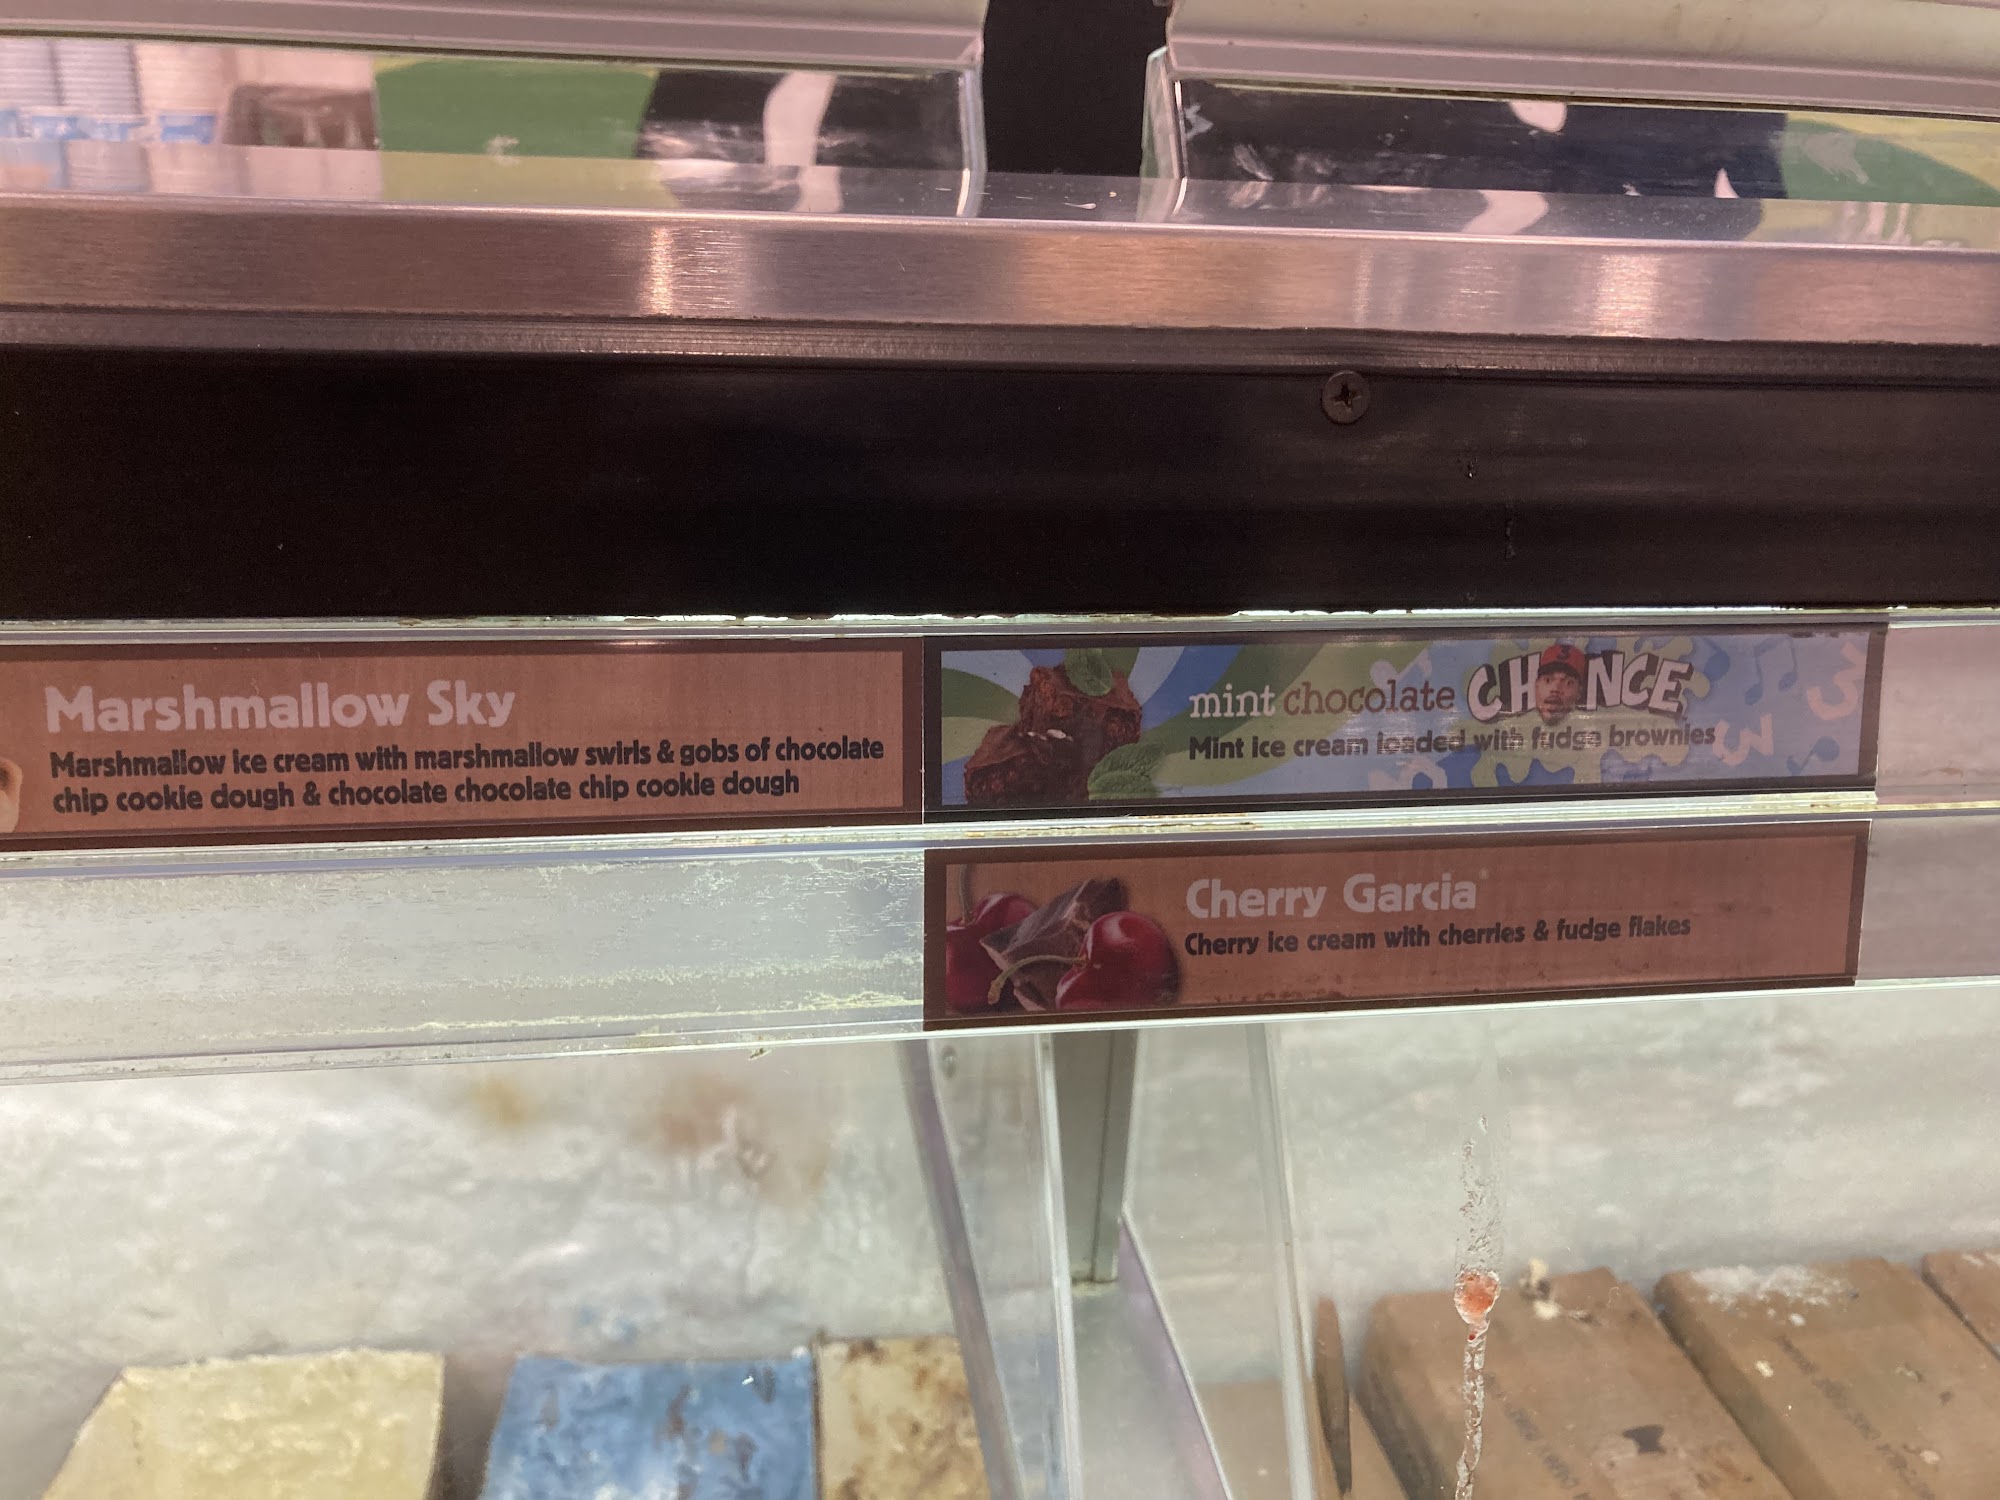 Marshmallow Sky
Marshmallow ice cream with marshmallow swirls & gobs of chocolate
chip cookie dough & chocolate chocolate chip cookie dough
mint chocolate CHANCE
Mint ice cream loaded with fudge brownies
Cherry Garcia®
Cherry ice cream with cherries & fudge flakes